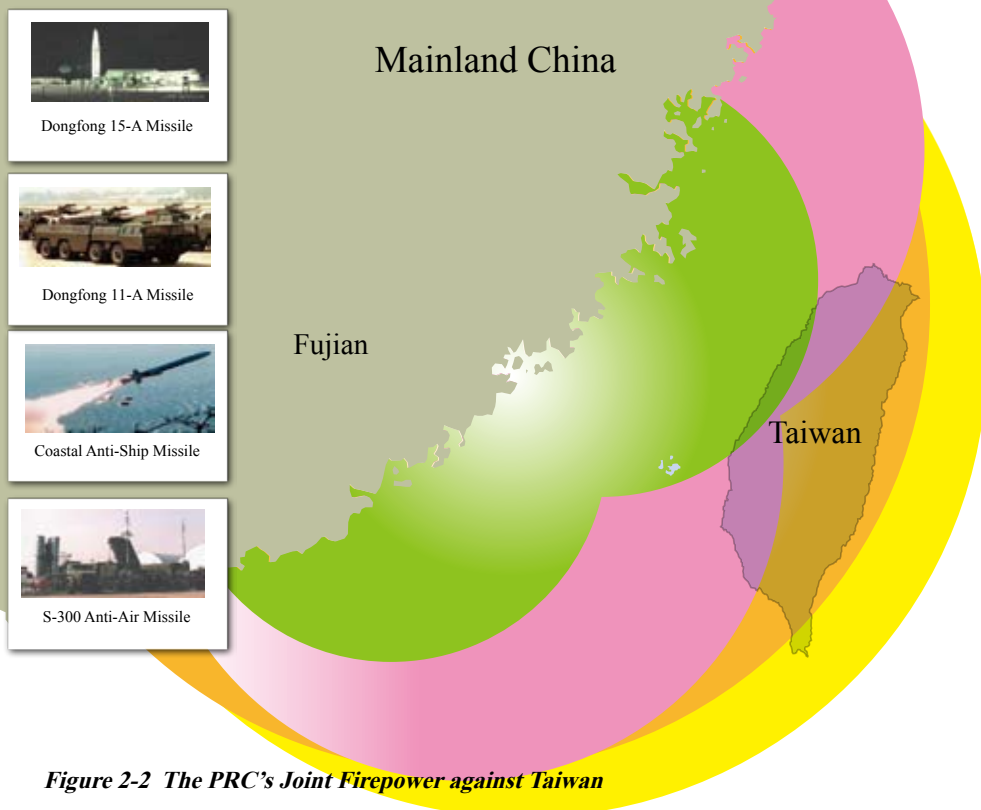 Mainland China
Dongfong 15-A Missile
Dongfong 11-A Missile
Fujian
Coastal Anti-Ship Missile
Taiwan
S-300 Anti-Air Missile
Figure 2-2 The PRC's Joint Firepower against Taiwan